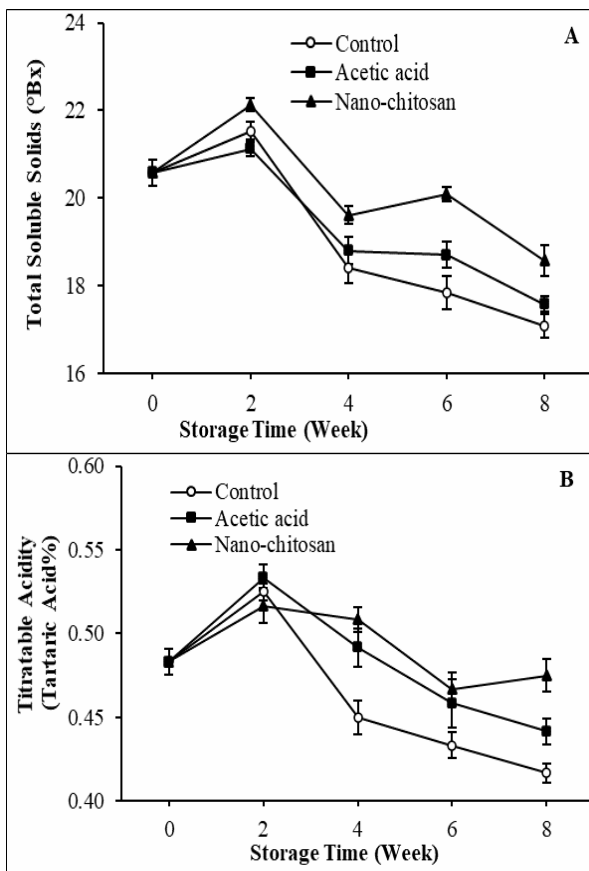 A
Control
Acetic acid
Nano-chitosan
Total Soluble Solids (°Bx)
24
22
20
18
16
0 2 4 6 8
Storage Time (Week)
B
Control
Acetic acid
Nano-chitosan
Titratable Acidity
(Tartaric Acid%)
0.60
0.55
0.50
0.45
0.40
0 2 4 6 8
Storage Time (Week)